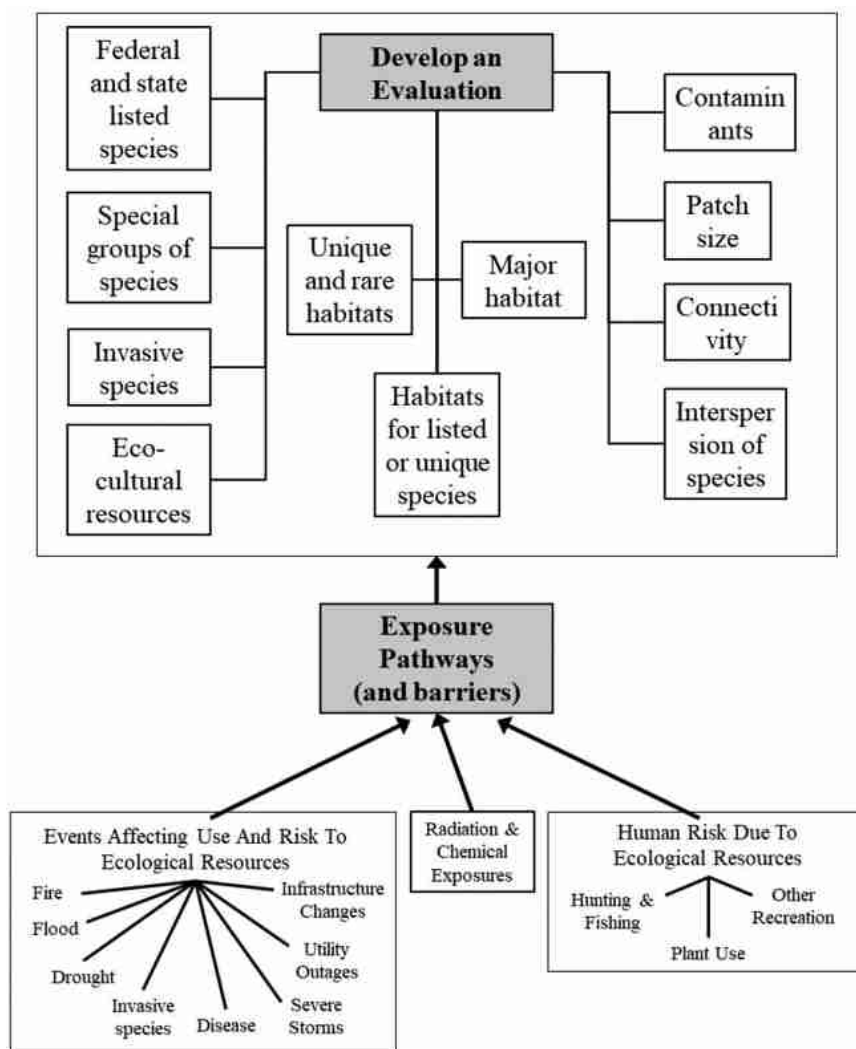 Develop an
Evaluation
Federal
and state
listed
species
Special
groups of
species
Invasive
species
Eco-
cultural
resources
Unique
and rare
habitats
Major
habitat
Habitats
for listed
or unique
species
Contamin
ants
Patch
size
Connecti
vity
Interspe
rsion of
species
Exposure
Pathways
(and barriers)
Events Affecting Use And Risk To
Ecological Resources
Fire
Flood
Drought
Invasive
species
Disease
Severe
Storms
Utility
Outages
Infrastructure
Changes
Radiation &
Chemical
Exposures
Human Risk Due To
Ecological Resources
Hunting &
Fishing
Plant Use
Other
Recreation